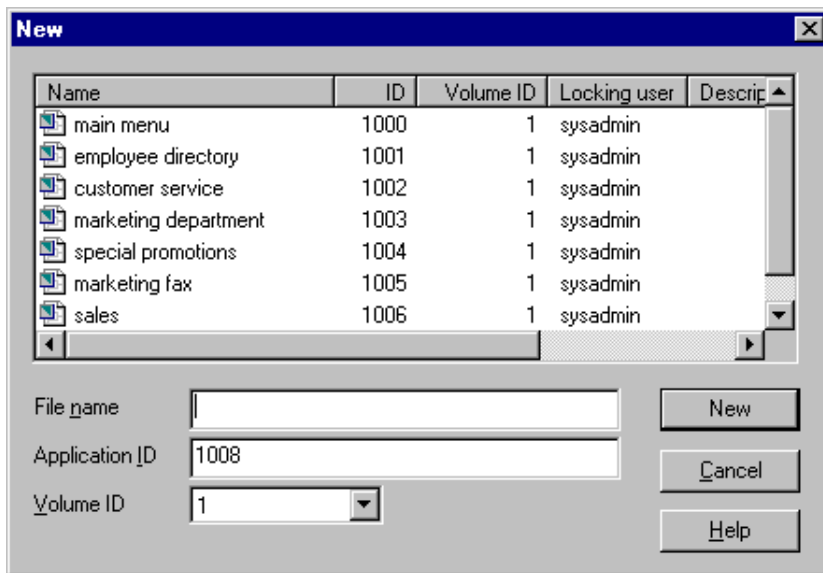 New
Name ID Volume ID Locking user Descrip
main menu 1000 1 sysadmin
employee directory 1001 1 sysadmin
customer service 1002 1 sysadmin
marketing department 1003 1 sysadmin
special promotions 1004 1 sysadmin
marketing fax 1005 1 sysadmin
sales 1006 1 sysadmin
File name New
Application ID 1008
Cancel
Volume ID 1
Help